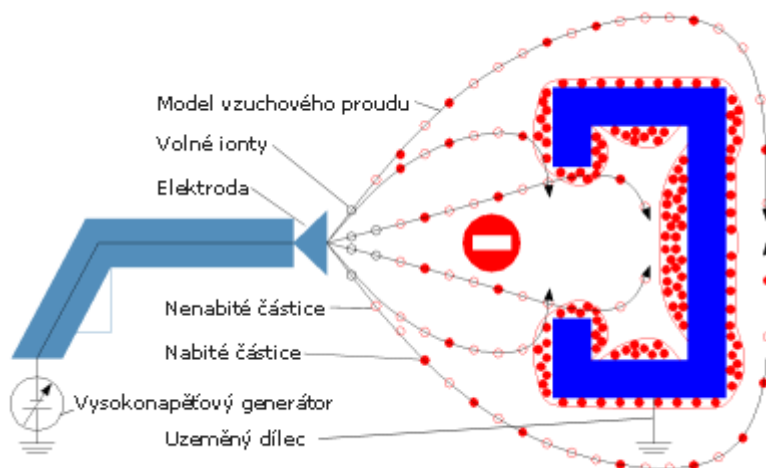 Model vzuchového proudu
Volné ionty
Elektroda
Nenabité částice
Nabité částice
Vysokonapěťový generátor
Uzeměný dílec